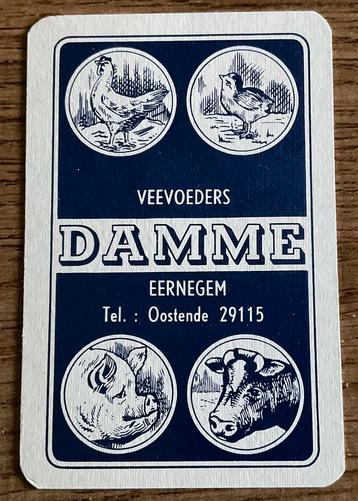 VEEVOEDERS
DAMME
EERNEGEM
Tel. : Oostende 29115